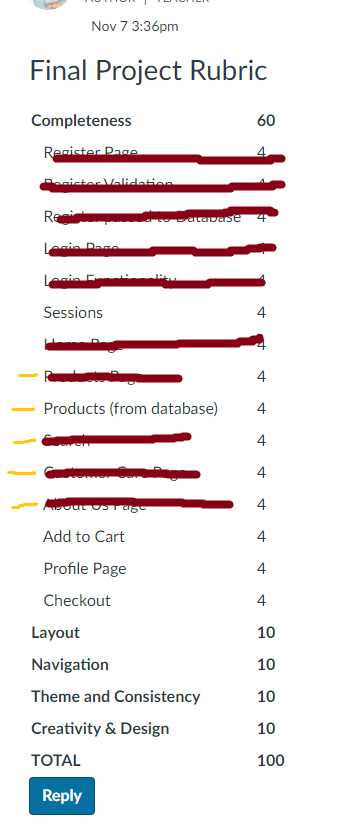 AUTHOR | TEACHER
Nov 7 3:36pm
Final Project Rubric
Completeness 60
Register Page 4
Register Validation 4
Register passed to Database 4
Login Page 4
Login Functionality 4
Sessions 4
Home Page 4
Products Page 4
Products (from database) 4
Search 4
Customer Care Page 4
About Us Page 4
Add to Cart 4
Profile Page 4
Checkout 4
Layout 10
Navigation 10
Theme and Consistency 10
Creativity & Design 10
TOTAL 100
Reply